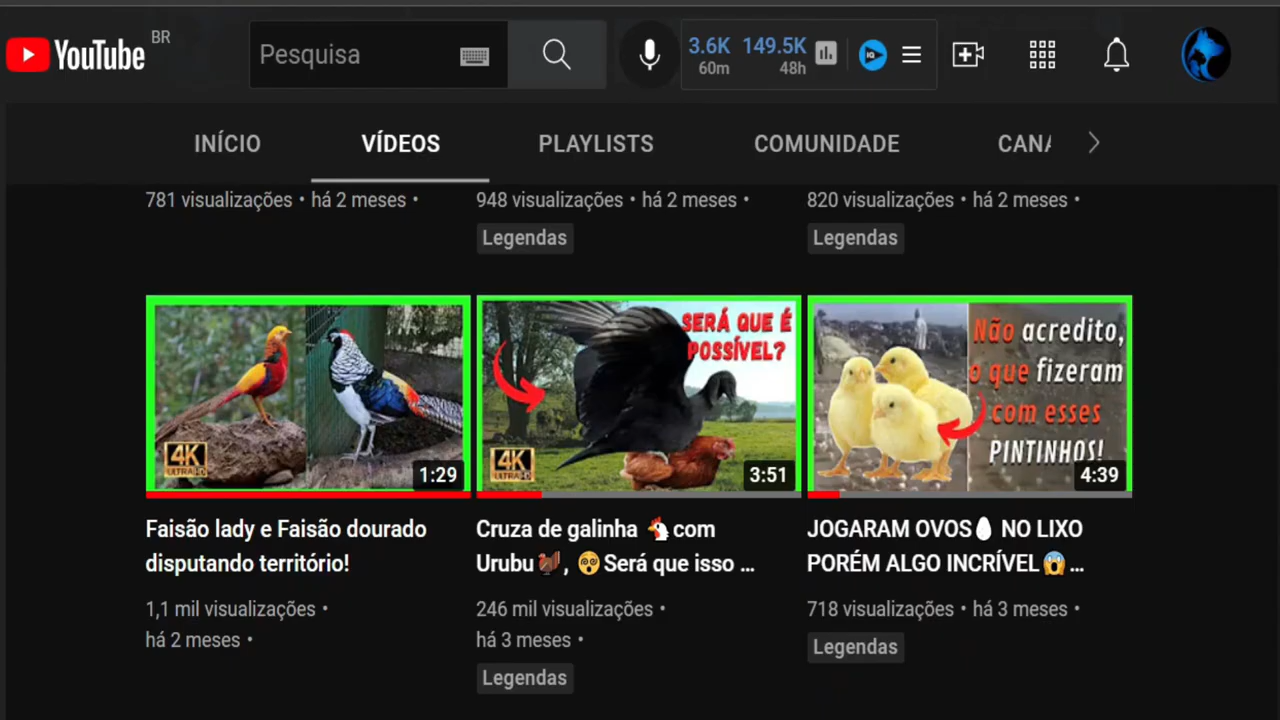 YouTube BR
Pesquisa
3.6K 149.5K
60m 48h
INÍCIO VÍDEOS PLAYLISTS COMUNIDADE CANA
781 visualizações • há 2 meses •
948 visualizações • há 2 meses •
820 visualizações • há 2 meses •
Legendas
Legendas
4K
ULTRA HD
1:29
SERÁ QUE É
POSSÍVEL?
4K
ULTRA HD
3:51
Não acredito,
o que fizeram
com esses
PINTINHOS!
4:39
Faisão lady e Faisão dourado
disputando território!
1,1 mil visualizações •
há 2 meses •
Cruza de galinha 🐔com
Urubu🦃, 😵‍💫Será que isso ...
246 mil visualizações •
há 3 meses •
Legendas
JOGARAM OVOS🥚 NO LIXO
PORÉM ALGO INCRÍVEL😱...
718 visualizações • há 3 meses •
Legendas